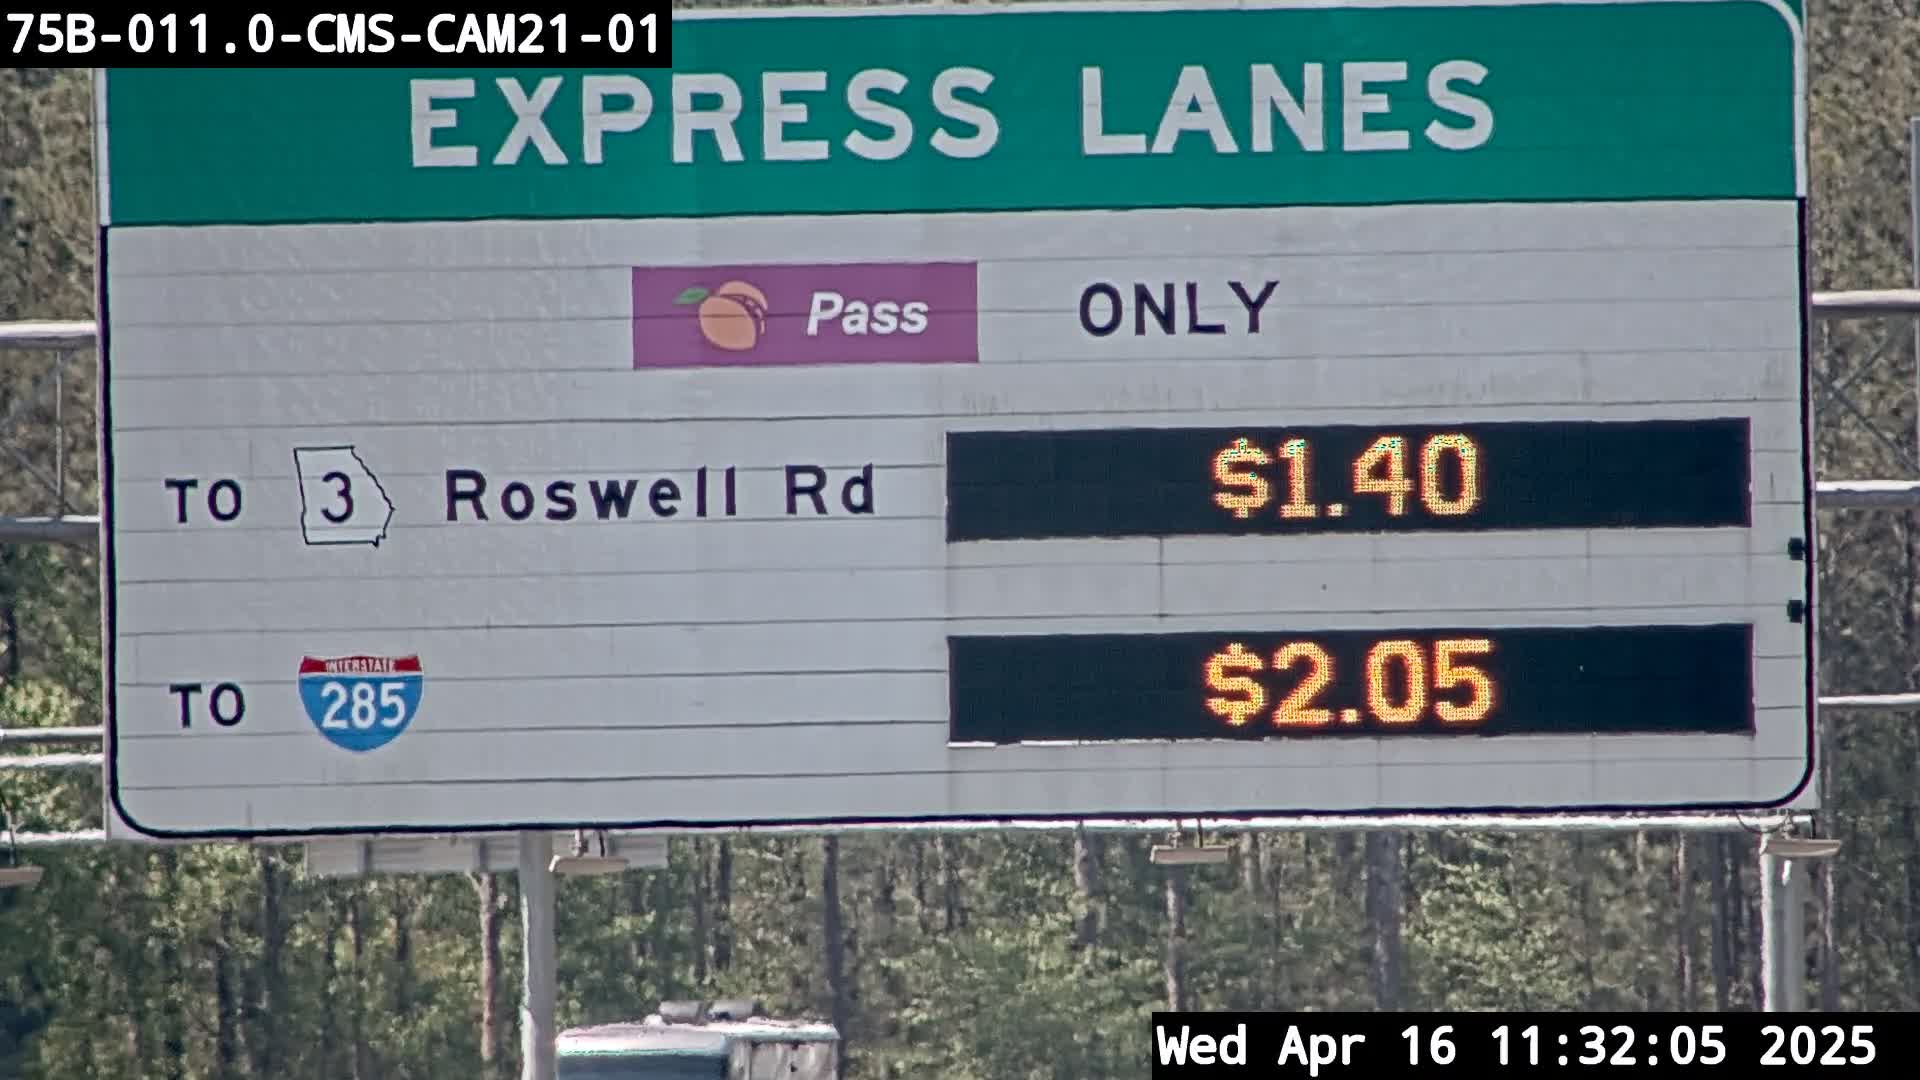 75B-011.0-CMS-CAM21-01
EXPRESS LANES
Pass ONLY
TO 3 Roswell Rd $1.40
TO INTERSTATE 285 $2.05
Wed Apr 16 11:32:05 2025